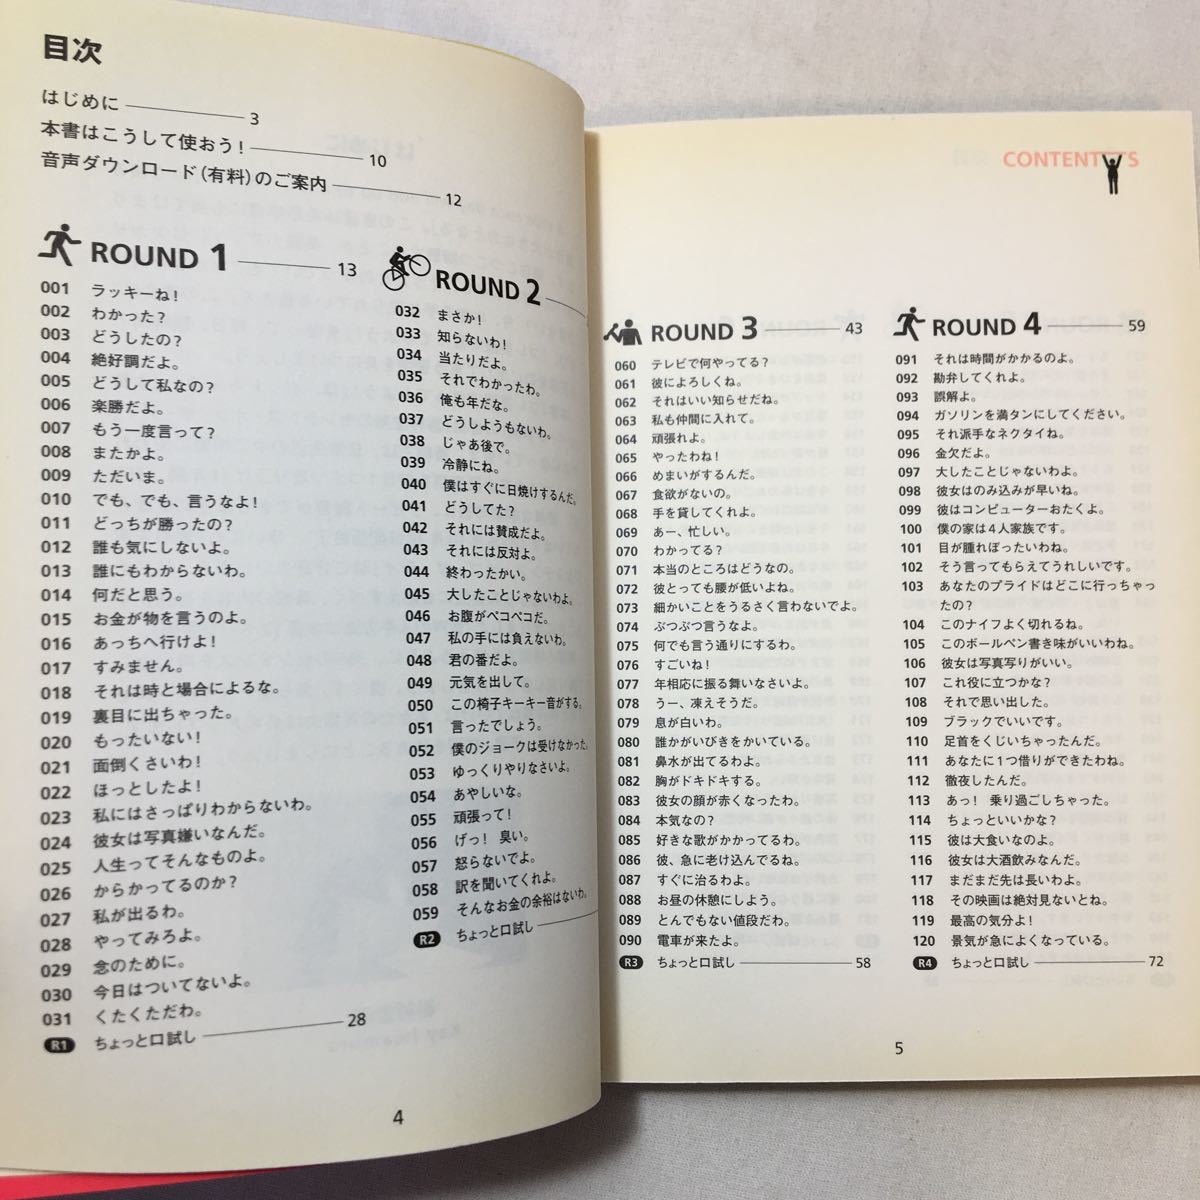 目次
はじめに 3
本書はこうして使おう! 10
音声ダウンロード(有料)のご案内 12
ROUND 1 13
001 ラッキーね!
002 わかった?
003 どうしたの?
004 絶好調だよ。
005 どうして私なの?
006 楽勝だよ。
007 もう一度言って?
008 またかよ。
009 ただいま。
010 でも、でも、言うなよ!
011 どっちが勝ったの?
012 誰も気にしないよ。
013 誰にもわからないわ。
014 何だと思う。
015 お金が物を言うのよ。
016 あっちへ行けよ!
017 すみません。
018 それは時と場合によるな。
019 裏目に出ちゃった。
020 もったいない!
021 面倒くさいわ!
022 ほっとしたよ!
023 私にはさっぱりわからないわ。
024 彼女は写真嫌いなんだ。
025 人生ってそんなものよ。
026 からかってるのか?
027 私が出るわ。
028 やってみろよ。
029 念のために。
030 今日はついてないよ。
031 くたくただわ。
R1 ちょっと口試し 28
ROUND 2
032 まさか!
033 知らないわ!
034 当たりだよ。
035 それでわかったわ。
036 俺も年だな。
037 どうしようもないわ。
038 じゃあ後で。
039 冷静にね。
040 僕はすぐに日焼けするんだ。
041 どうしてた?
042 それには賛成だよ。
043 それには反対よ。
044 終わったかい。
045 大したことじゃないわよ。
046 お腹がペコペコだ。
047 私の手には負えないわ。
048 君の番だよ。
049 元気を出して。
050 この椅子キーキー音がする。
051 言ったでしょう。
052 僕のジョークは受けなかった。
053 ゆっくりやりなさいよ。
054 あやしいな。
055 頑張って!
056 げっ! 臭い。
057 怒らないでよ。
058 訳を聞いてくれよ。
059 そんなお金の余裕はないわ。
R2 ちょっと口試し
4
CONTENTS
ROUND 3 43
060 テレビで何やってる?
061 彼によろしくね。
062 それはいい知らせだね。
063 私も仲間に入れて。
064 頑張れよ。
065 やったわね!
066 めまいがするんだ。
067 食欲がないの。
068 手を貸してくれよ。
069 あー、忙しい。
070 わかってる?
071 本当のところはどうなの。
072 彼とっても腰が低いよね。
073 細かいことをうるさく言わないでよ。
074 ぶつぶつ言うなよ。
075 何でも言う通りにするわ。
076 すごいね!
077 年相応に振る舞いなさいよ。
078 うー、凍えそうだ。
079 息が白いわ。
080 誰かがいびきをかいている。
081 鼻水が出てるわよ。
082 胸がドキドキする。
083 彼女の顔が赤くなったわ。
084 本気なの?
085 好きな歌がかかってるわ。
086 彼、急に老け込んでるね。
087 すぐに治るわよ。
088 お昼の休憩にしよう。
089 とんでもない値段だわ。
090 電車が来たよ。
R3 ちょっと口試し 58
ROUND 4 59
091 それは時間がかかるのよ。
092 勘弁してくれよ。
093 誤解よ。
094 ガソリンを満タンにしてください。
095 それ派手なネクタイね。
096 金欠だよ。
097 大したことじゃないわよ。
098 彼女はのみ込みが早いね。
099 彼はコンピューターおたくよ。
100 僕の家は4人家族です。
101 目が腫れぼったいわね。
102 そう言ってもらえてうれしいです。
103 あなたのプライドはどこに行っちゃっ
たの?
104 このナイフよく切れるね。
105 このボールペン書き味がいいわね。
106 彼女は写真写りがいい。
107 これ役に立つかな?
108 それで思い出した。
109 ブラックでいいです。
110 足首をくじいちゃったんだ。
111 あなたに1つ借りができたわね。
112 徹夜したんだ。
113 あっ! 乗り過ごしちゃった。
114 ちょっといいかな?
115 彼は大食いなのよ。
116 彼女は大酒飲みなんだ。
117 まだまだ先は長いわよ。
118 その映画は絶対見ないとね。
119 最高の気分よ!
120 景気が急によくなっている。
R4 ちょっと口試し 72
5